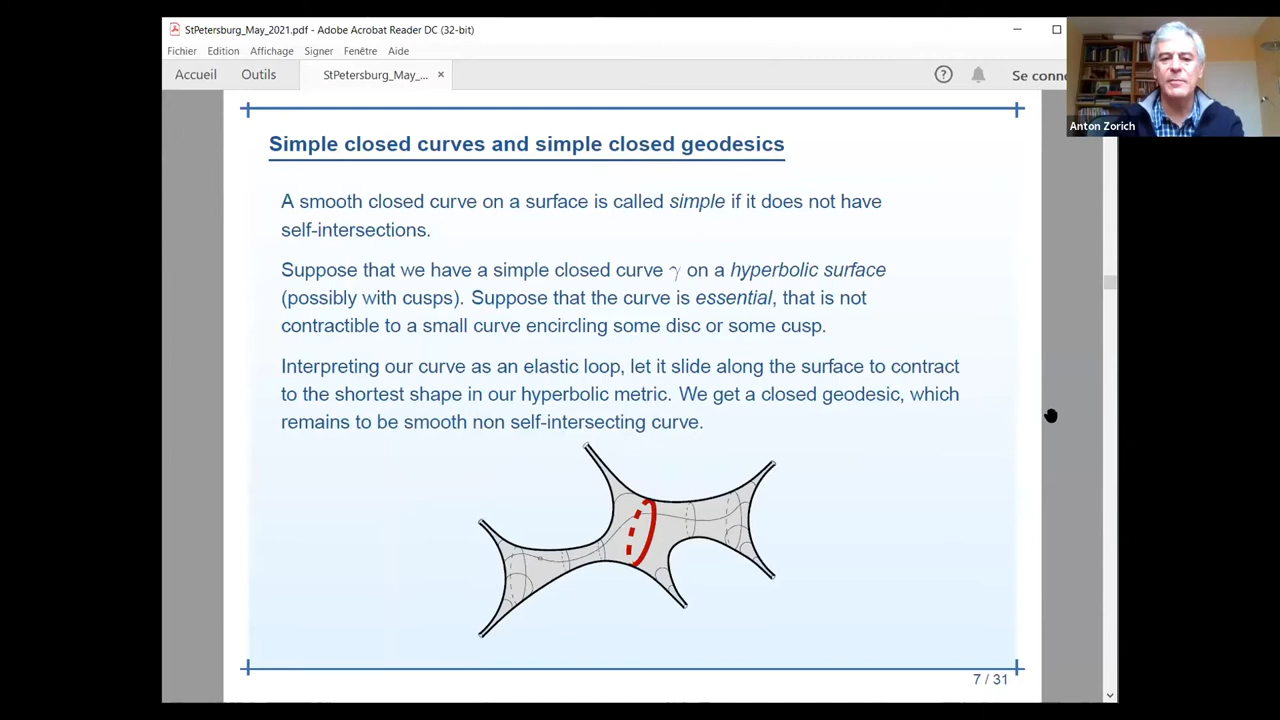 StPetersburg_May_2021.pdf - Adobe Acrobat Reader DC (32-bit)
Fichier Edition Affichage Signer Fenêtre Aide
Accueil Outils StPetersburg_May_... × ? Se conne
Anton Zorich
Simple closed curves and simple closed geodesics
A smooth closed curve on a surface is called simple if it does not have
self-intersections.
Suppose that we have a simple closed curve γ on a hyperbolic surface
(possibly with cusps). Suppose that the curve is essential, that is not
contractible to a small curve encircling some disc or some cusp.
Interpreting our curve as an elastic loop, let it slide along the surface to contract
to the shortest shape in our hyperbolic metric. We get a closed geodesic, which
remains to be smooth non self-intersecting curve.
7 / 31